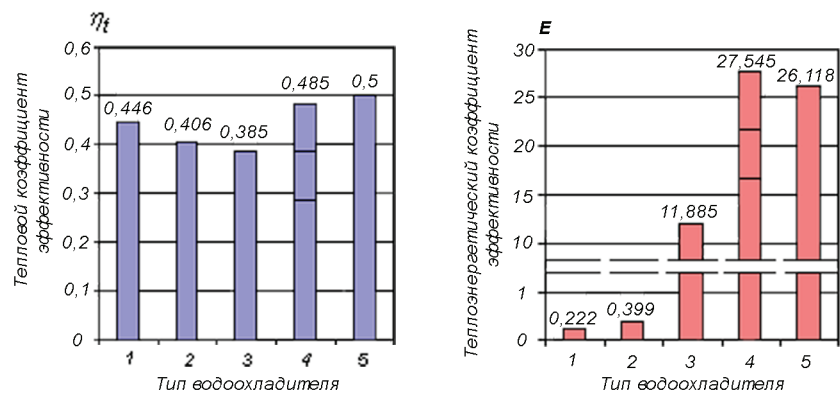 ηt
Тепловой коэффициент
эффективности
0,6
0,5
0,4
0,3
0,2
0,1
0
0,446
0,406
0,385
0,485
0,5
1 2 3 4 5
Тип водоохладителя
E
Теплоэнергетический коэффициент
эффективности
30
25
20
15
10
1
0
0,222
0,399
11,885
27,545
26,118
1 2 3 4 5
Тип водоохладителя